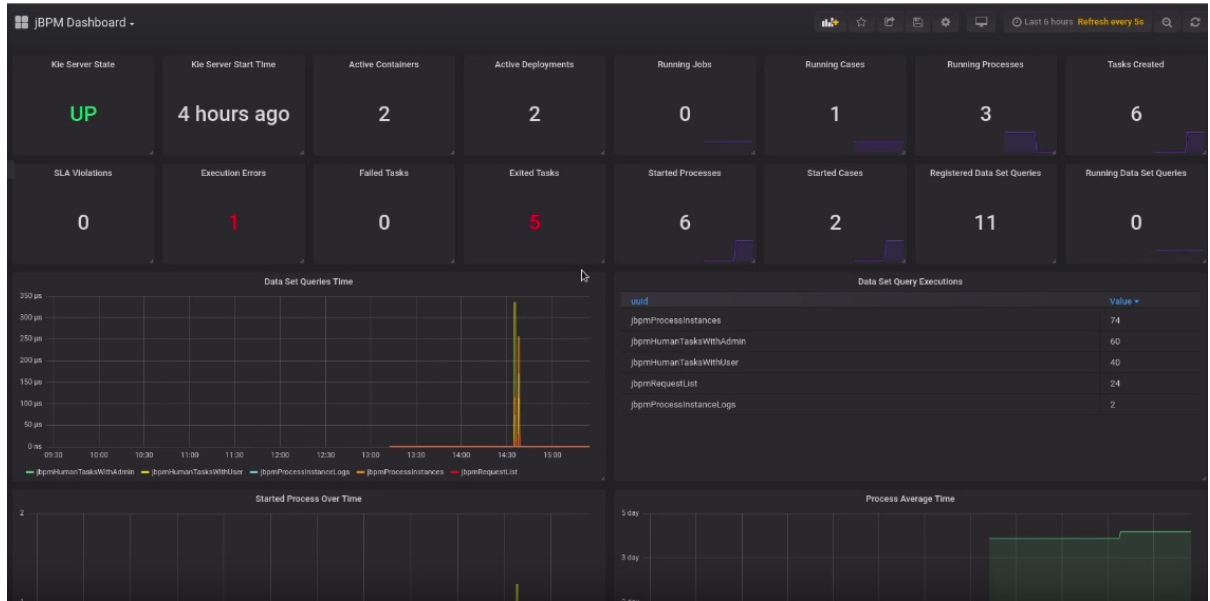 jBPM Dashboard
Last 6 hours Refresh every 5s
Kie Server State
UP
Kie Server Start Time
4 hours ago
Active Containers
2
Active Deployments
2
Running Jobs
0
Running Cases
1
Running Processes
3
Tasks Created
6
SLA Violations
0
Execution Errors
1
Failed Tasks
0
Exited Tasks
5
Started Processes
6
Started Cases
2
Registered Data Set Queries
11
Running Data Set Queries
0
Data Set Queries Time
350 µs
300 µs
250 µs
200 µs
150 µs
100 µs
50 µs
0 ns
09:30 10:00 10:30 11:00 11:30 12:00 12:30 13:00 13:30 14:00 14:30 15:00
jbpmHumanTasksWithAdmin jbpmHumanTasksWithUser jbpmProcessInstanceLogs jbpmProcessInstances jbpmRequestList
Data Set Query Executions
uuid Value
jbpmProcessInstances 74
jbpmHumanTasksWithAdmin 60
jbpmHumanTasksWithUser 40
jbpmRequestList 24
jbpmProcessInstanceLogs 2
Started Process Over Time
2
Process Average Time
5 day
3 day